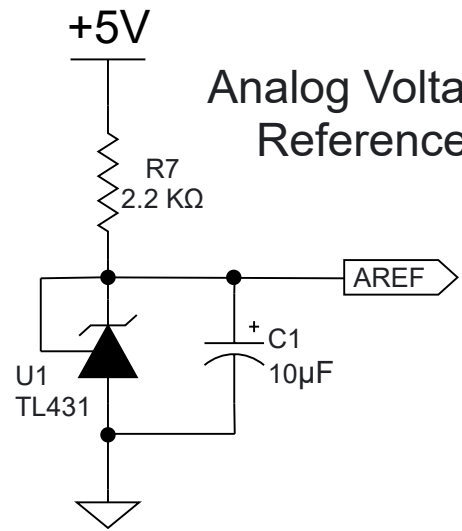 +5V
Analog Volta
Reference
R7
2.2 KΩ
AREF
+
C1
10µF
U1
TL431